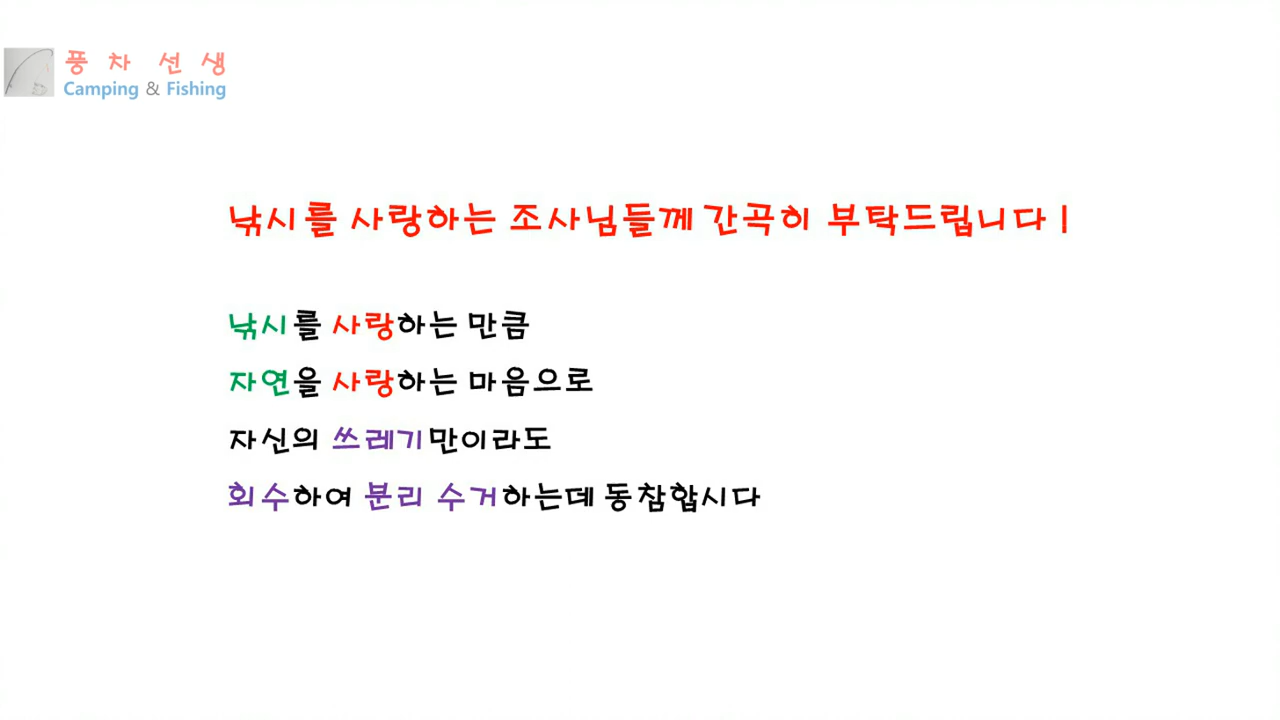 풍 차 선 생
Camping & Fishing
낚시를 사랑하는 조사님들께 간곡히 부탁드립니다 !
낚시를 사랑하는 만큼
자연을 사랑하는 마음으로
자신의 쓰레기만이라도
회수하여 분리 수거하는데 동참합시다